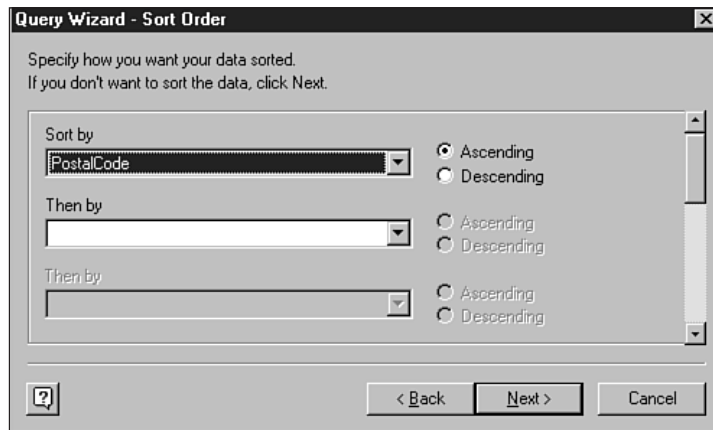 Query Wizard - Sort Order
Specify how you want your data sorted.
If you don't want to sort the data, click Next.
Sort by
PostalCode
Ascending
Descending
Then by
Ascending
Descending
Then by
Ascending
Descending
?
< Back
Next >
Cancel